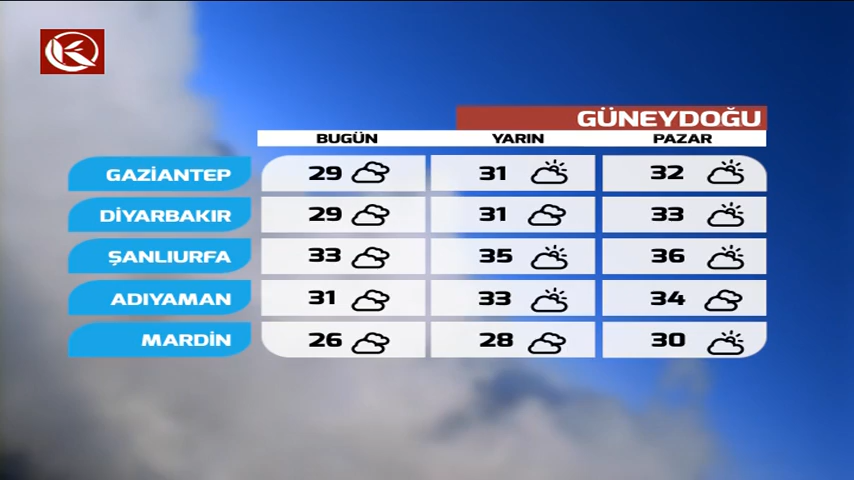 GÜNEYDOĞU
BUGÜN YARIN PAZAR
GAZİANTEP 29 31 32
DİYARBAKIR 29 31 33
ŞANLIURFA 33 35 36
ADIYAMAN 31 33 34
MARDİN 26 28 30